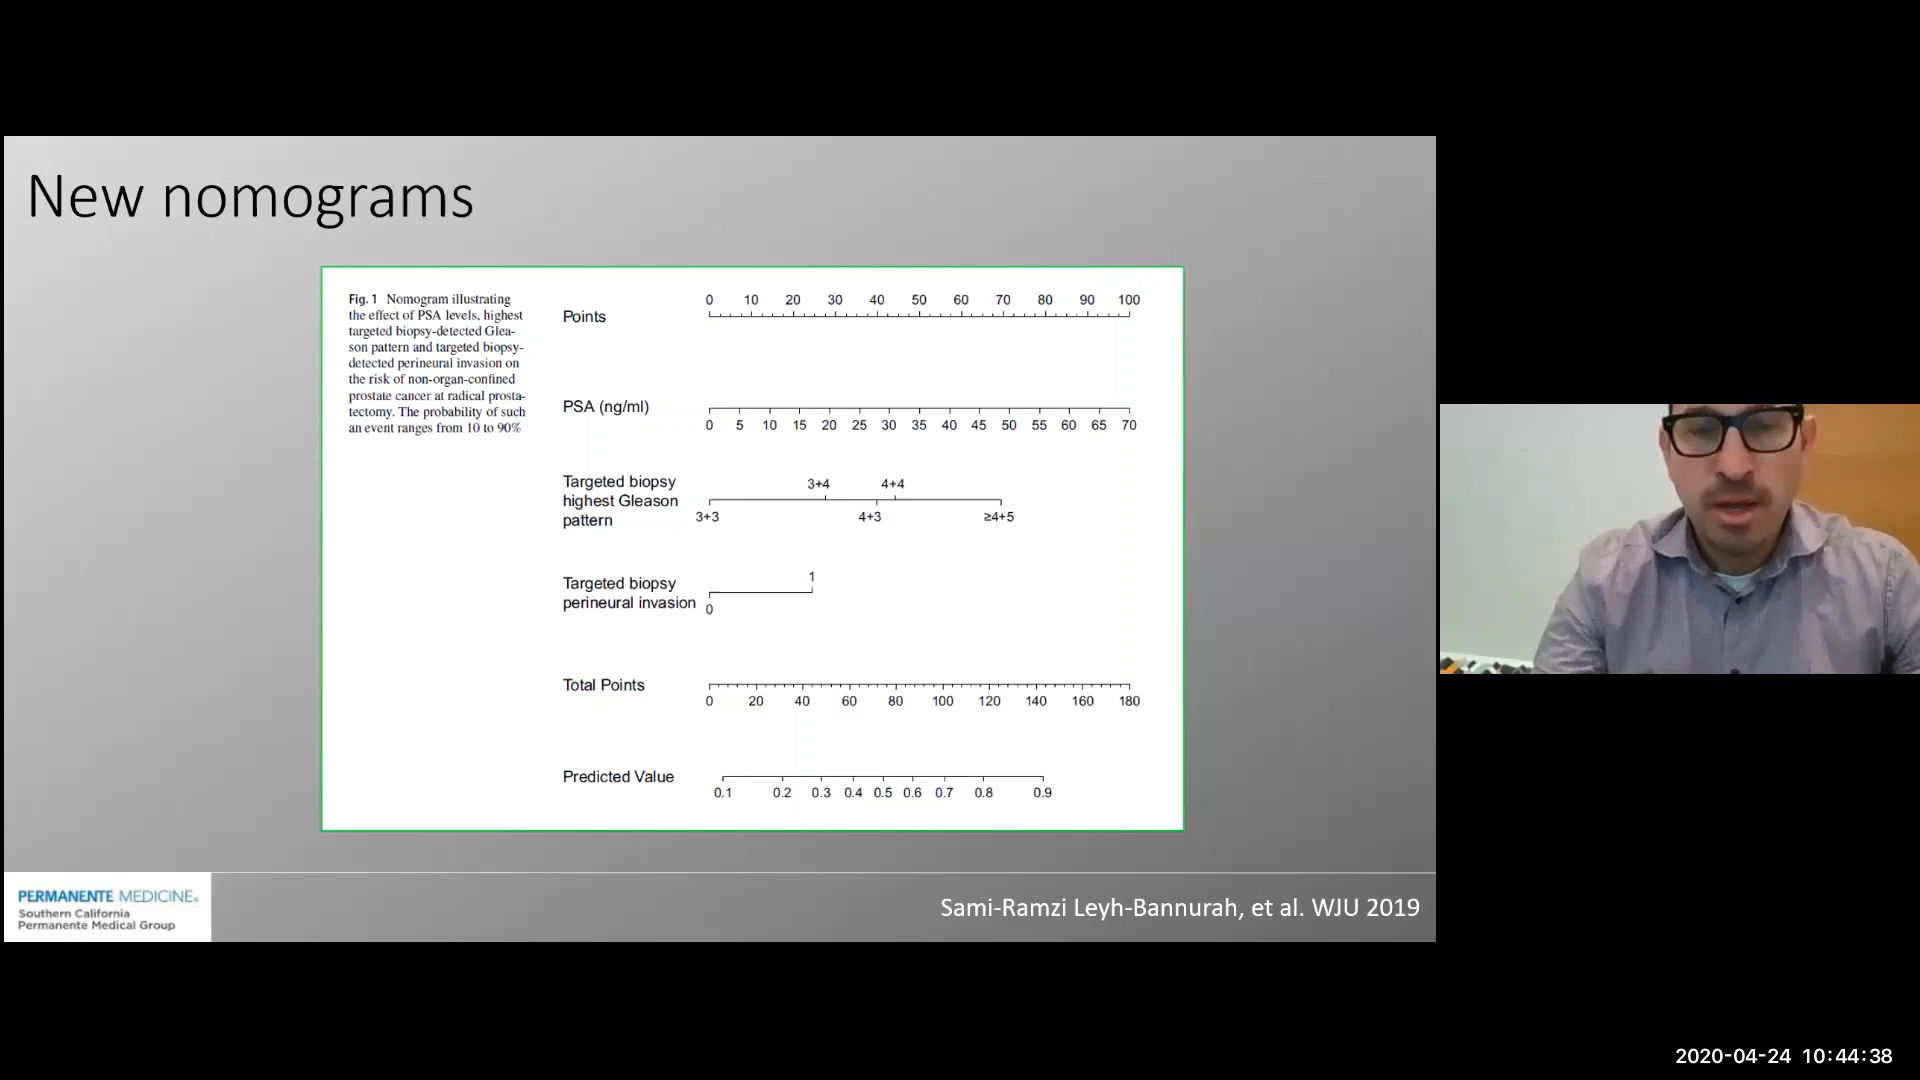 New nomograms
Fig. 1 Nomogram illustrating
the effect of PSA levels, highest
targeted biopsy-detected Glea-
son pattern and targeted biopsy-
detected perineural invasion on
the risk of non-organ-confined
prostate cancer at radical prosta-
tectomy. The probability of such
an event ranges from 10 to 90%
0 10 20 30 40 50 60 70 80 90 100
Points
PSA (ng/ml)
0 5 10 15 20 25 30 35 40 45 50 55 60 65 70
Targeted biopsy
highest Gleason
pattern
3+4 4+4
3+3 4+3 ≥4+5
Targeted biopsy
perineural invasion
1
0
Total Points
0 20 40 60 80 100 120 140 160 180
Predicted Value
0.1 0.2 0.3 0.4 0.5 0.6 0.7 0.8 0.9
PERMANENTE MEDICINE®
Southern California
Permanente Medical Group
Sami-Ramzi Leyh-Bannurah, et al. WJU 2019
2020-04-24 10:44:38